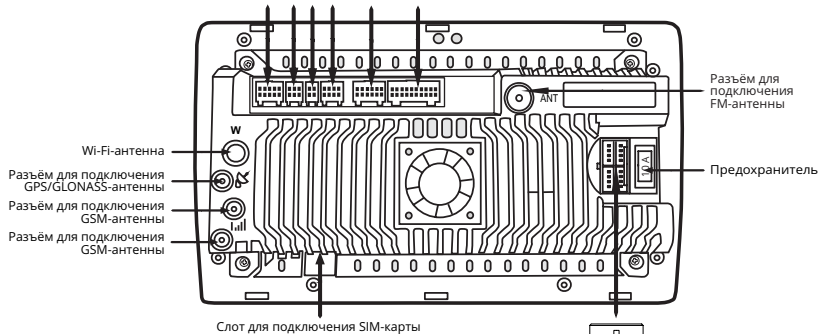 Разъём для
подключения
FM-антенны
ANT
W
Wi-Fi-антенна
10 A
Предохранитель
Разъём для подключения
GPS/GLONASS-антенны
Разъём для подключения
GSM-антенны
Разъём для подключения
GSM-антенны
Слот для подключения SIM-карты